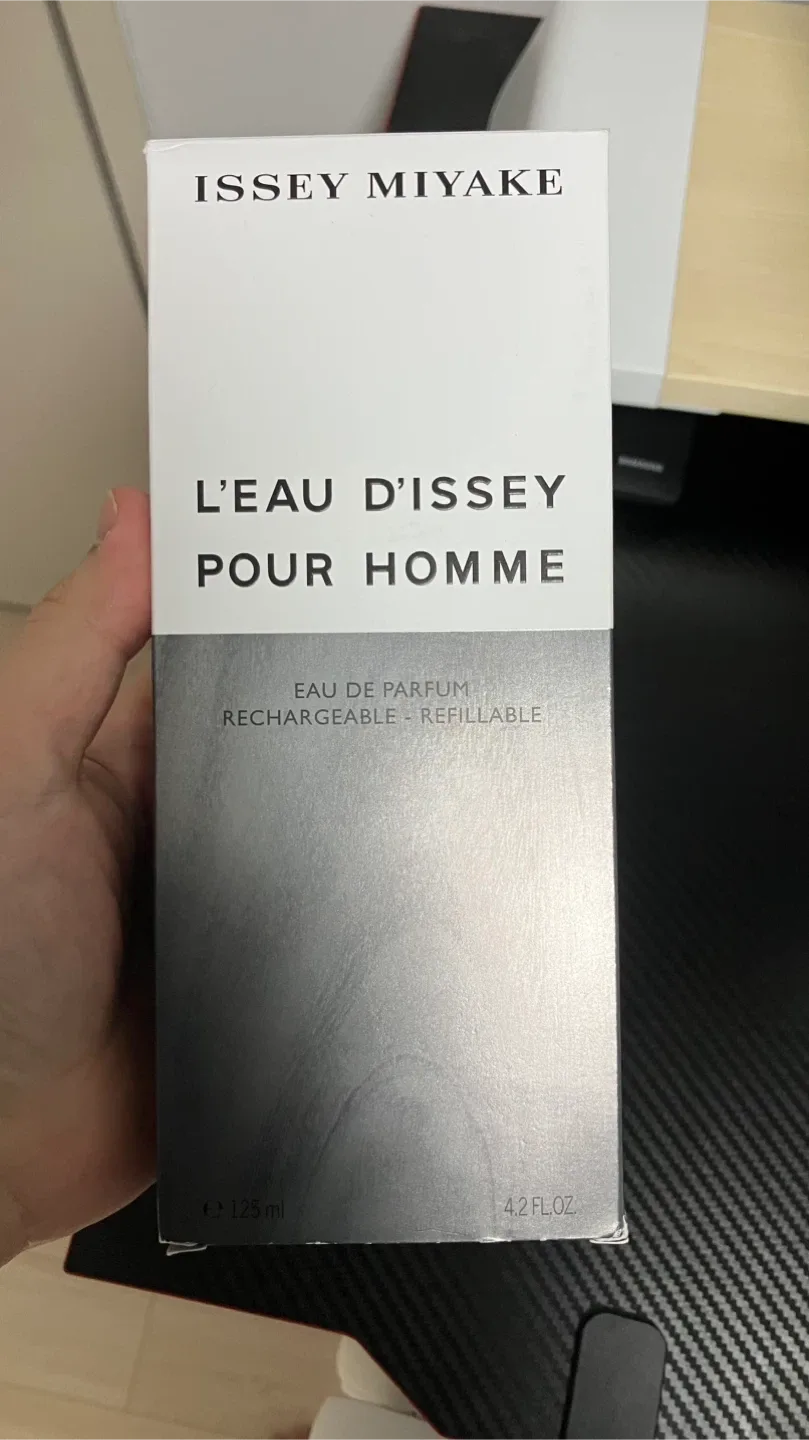 ISSEY MIYAKE
L'EAU D'ISSEY
POUR HOMME
EAU DE PARFUM
RECHARGEABLE - REFILLABLE
℮ 125 ml 4.2 FL.OZ.